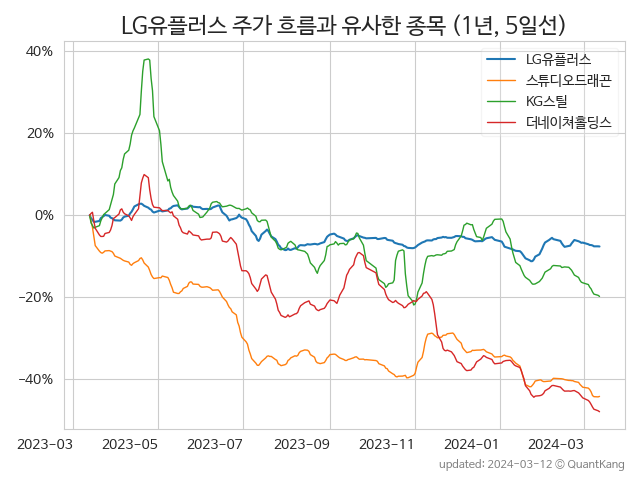 LG유플러스 주가 흐름과 유사한 종목 (1년, 5일선)
40%
20%
0%
−20%
−40%
LG유플러스
스튜디오드래곤
KG스틸
더네이쳐홀딩스
2023−03 2023−05 2023−07 2023−09 2023−11 2024−01 2024−03
updated: 2024-03-12 © QuantKang